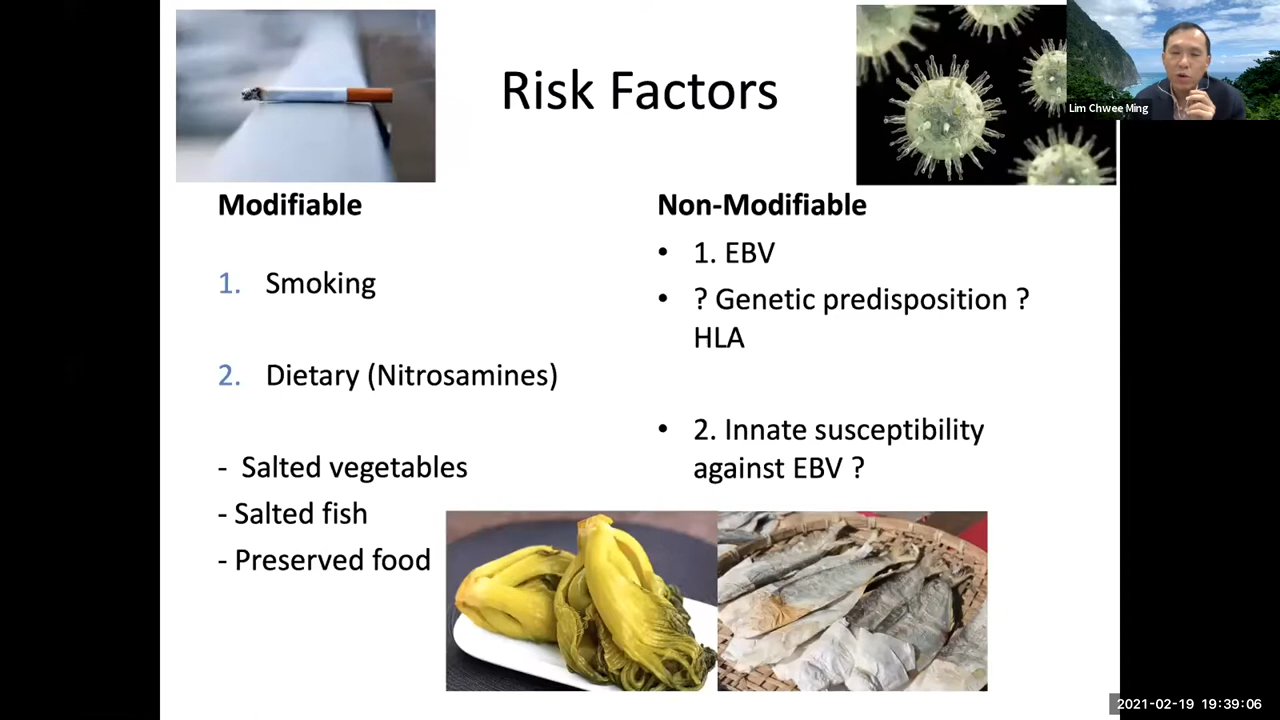 Risk Factors
Lim Chwee Ming
Modifiable
1. Smoking
2. Dietary (Nitrosamines)
- Salted vegetables
- Salted fish
- Preserved food
Non-Modifiable
• 1. EBV
• ? Genetic predisposition ?
HLA
• 2. Innate susceptibility
against EBV ?
2021-02-19 19:39:06